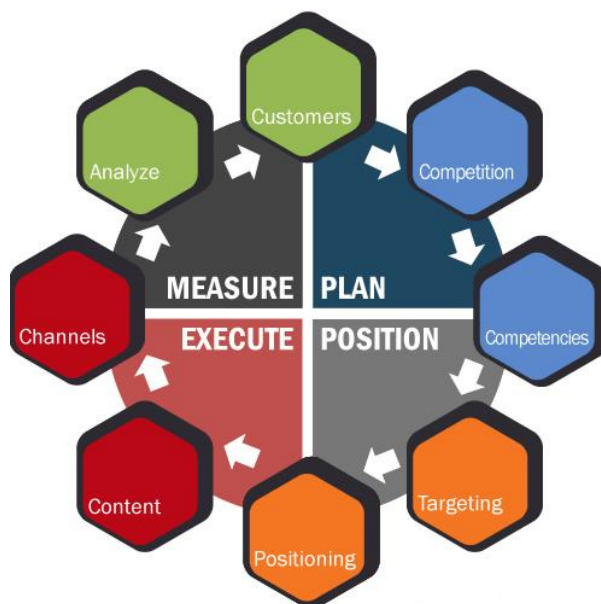 Customers
Analyze
Competition
MEASURE
PLAN
Channels
Competencies
EXECUTE
POSITION
Content
Targeting
Positioning